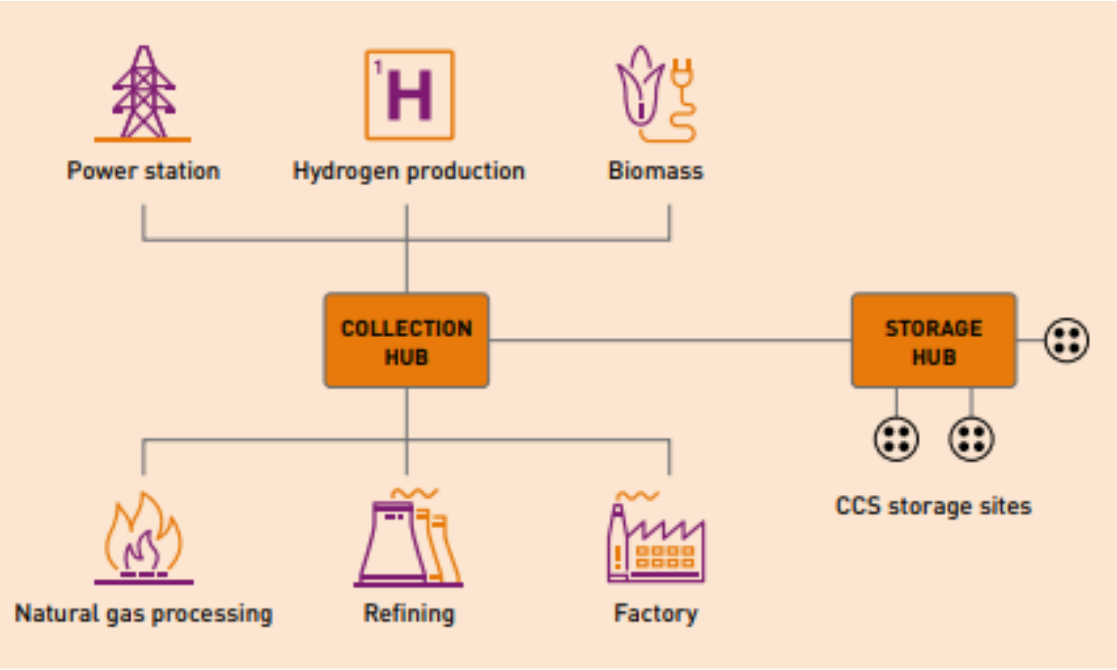 1
H
Power station
Hydrogen production
Biomass
COLLECTION
HUB
STORAGE
HUB
CCS storage sites
Natural gas processing
Refining
Factory